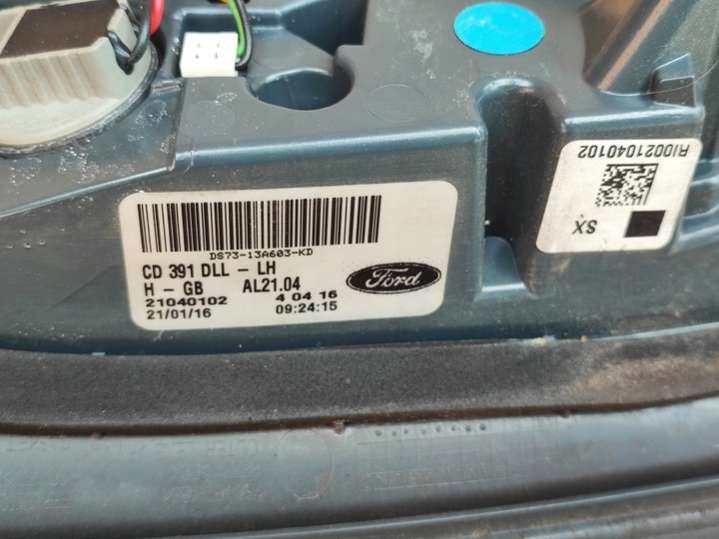 DS73-13A603-KD
CD 391 DLL - LH
H - GB AL21.04
21040102 4 04 16
21/01/16 09:24:15
Ford
RI0021040102
SX